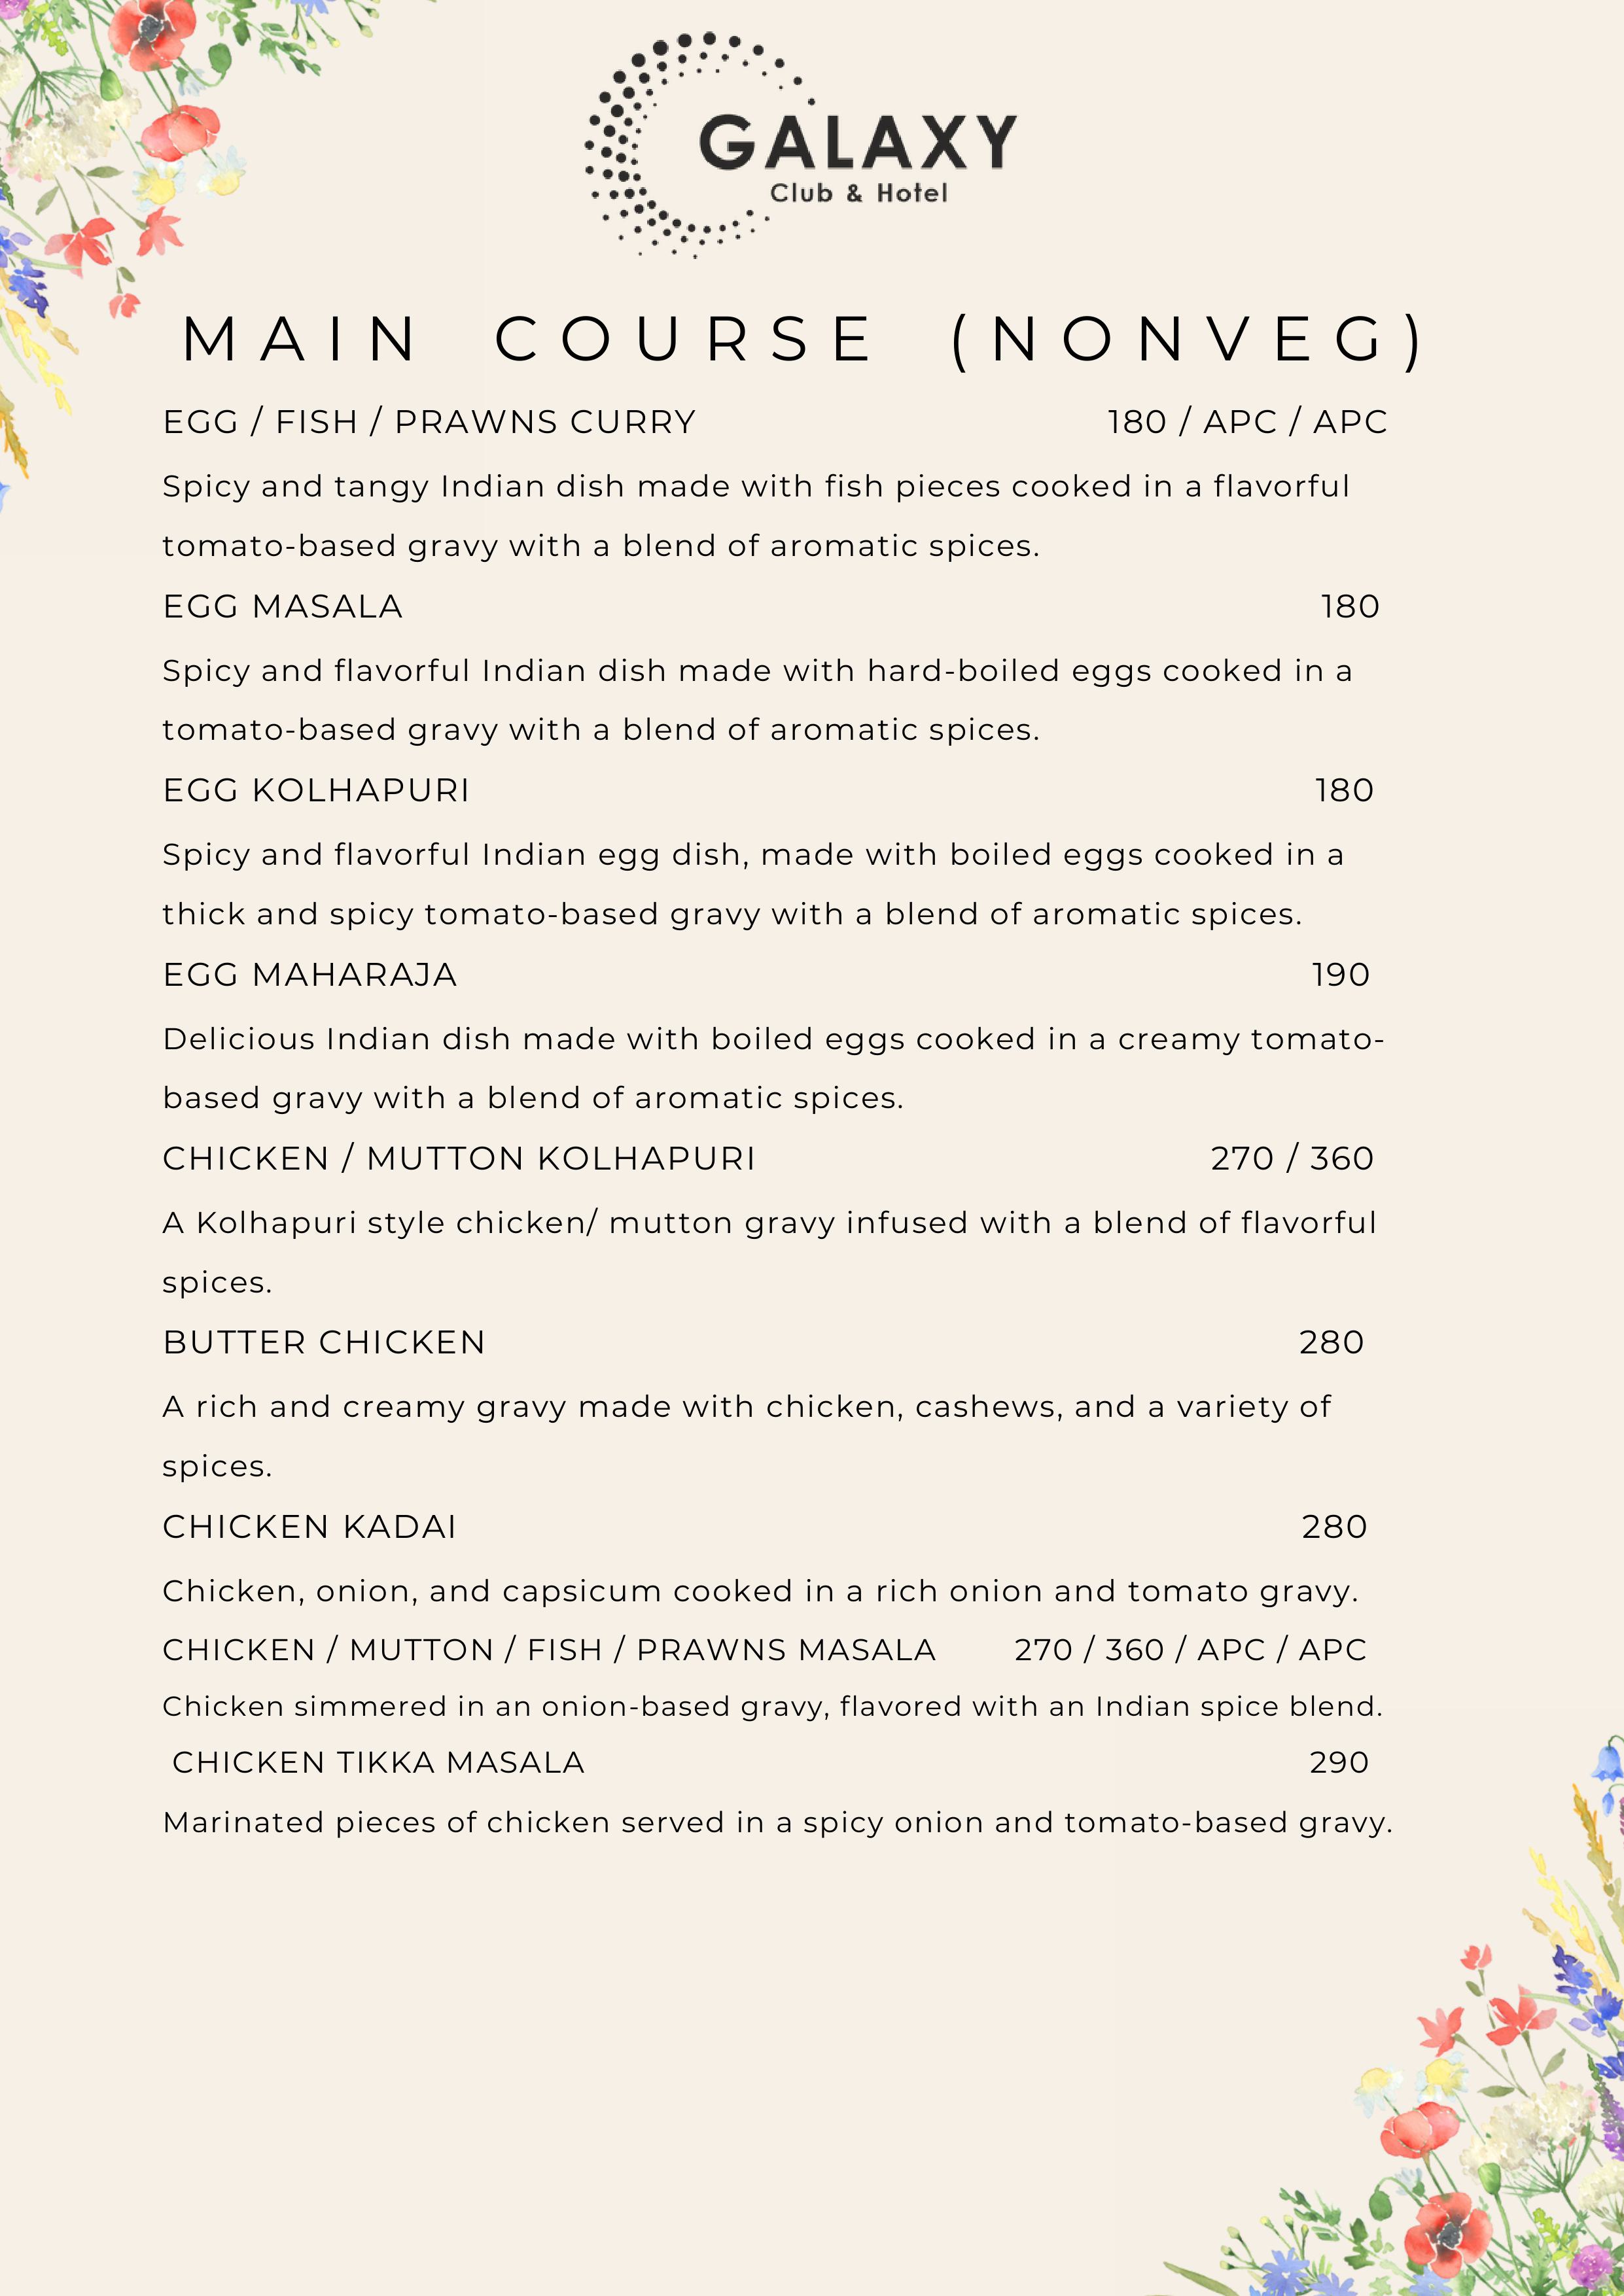 GALAXY
Club & Hotel
MAIN COURSE (NONVEG)
EGG / FISH / PRAWNS CURRY 180 / APC / APC
Spicy and tangy Indian dish made with fish pieces cooked in a flavorful
tomato-based gravy with a blend of aromatic spices.
EGG MASALA 180
Spicy and flavorful Indian dish made with hard-boiled eggs cooked in a
tomato-based gravy with a blend of aromatic spices.
EGG KOLHAPURI 180
Spicy and flavorful Indian egg dish, made with boiled eggs cooked in a
thick and spicy tomato-based gravy with a blend of aromatic spices.
EGG MAHARAJA 190
Delicious Indian dish made with boiled eggs cooked in a creamy tomato-
based gravy with a blend of aromatic spices.
CHICKEN / MUTTON KOLHAPURI 270 / 360
A Kolhapuri style chicken/ mutton gravy infused with a blend of flavorful
spices.
BUTTER CHICKEN 280
A rich and creamy gravy made with chicken, cashews, and a variety of
spices.
CHICKEN KADAI 280
Chicken, onion, and capsicum cooked in a rich onion and tomato gravy.
CHICKEN / MUTTON / FISH / PRAWNS MASALA 270 / 360 / APC / APC
Chicken simmered in an onion-based gravy, flavored with an Indian spice blend.
CHICKEN TIKKA MASALA 290
Marinated pieces of chicken served in a spicy onion and tomato-based gravy.